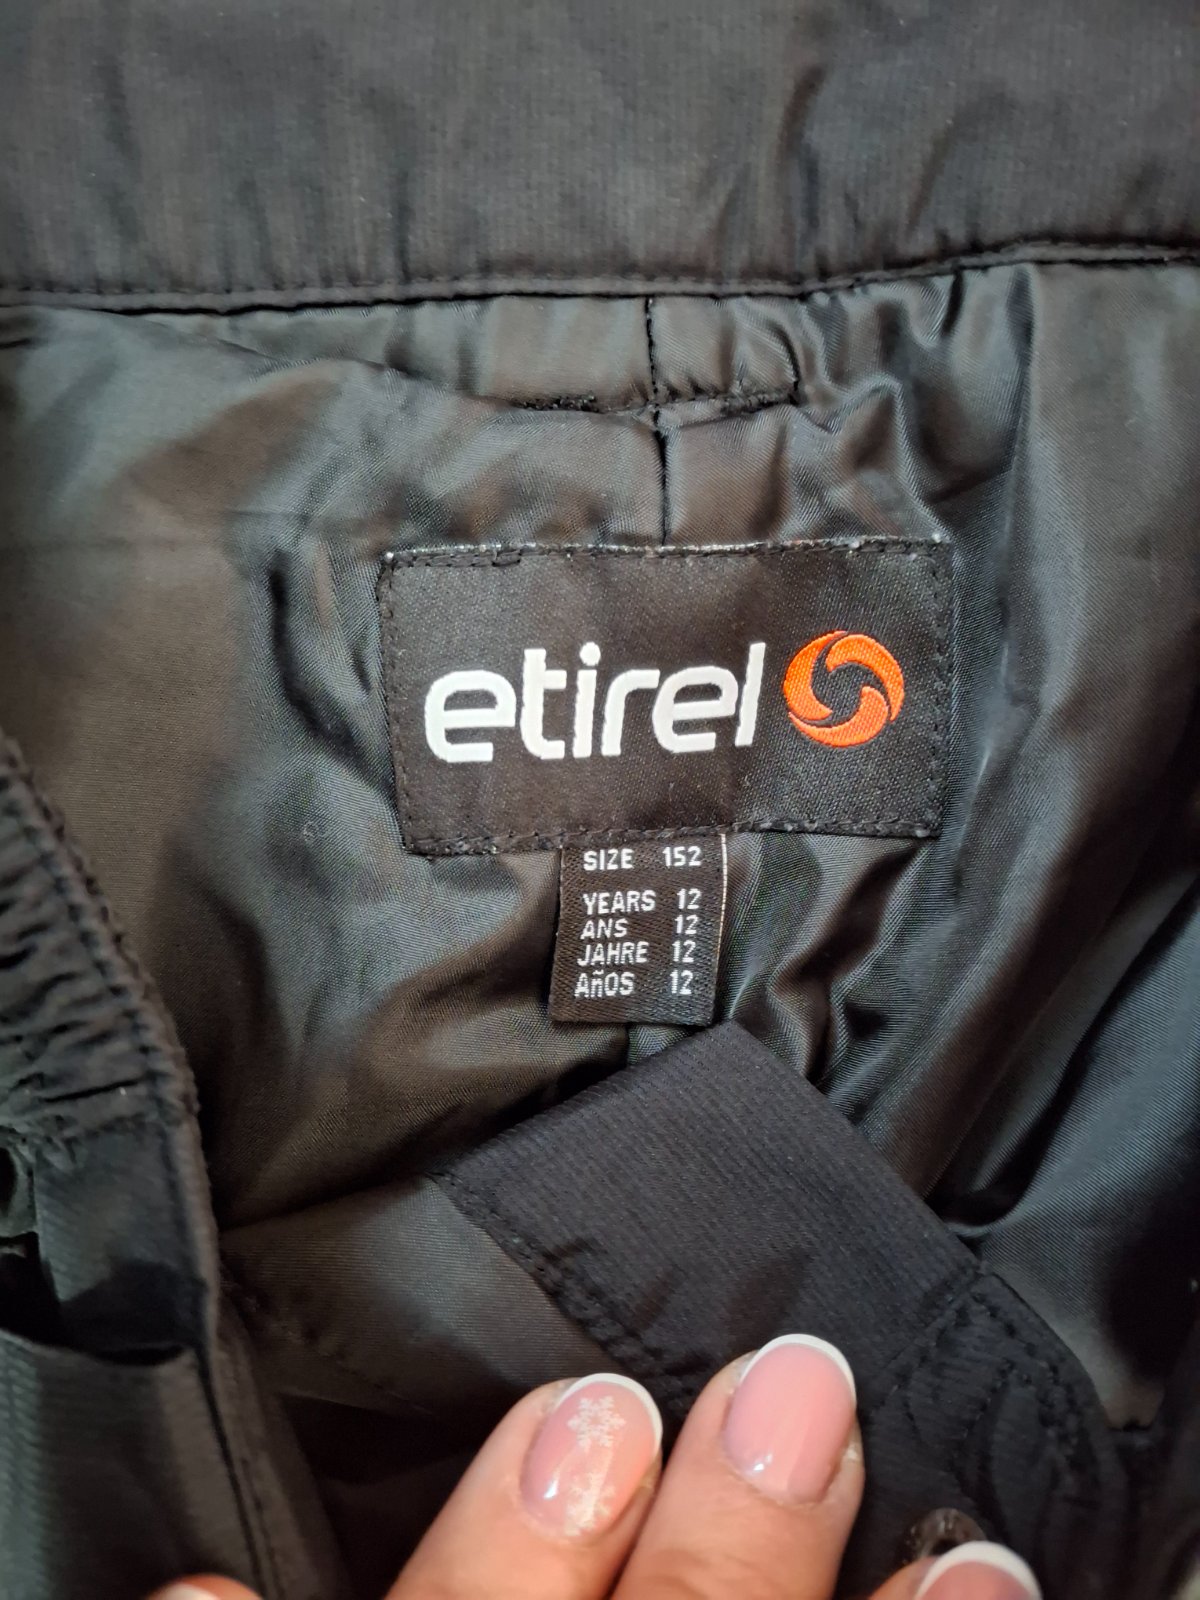 etirel
SIZE 152
YEARS 12
ANS 12
JAHRE 12
AñOS 12